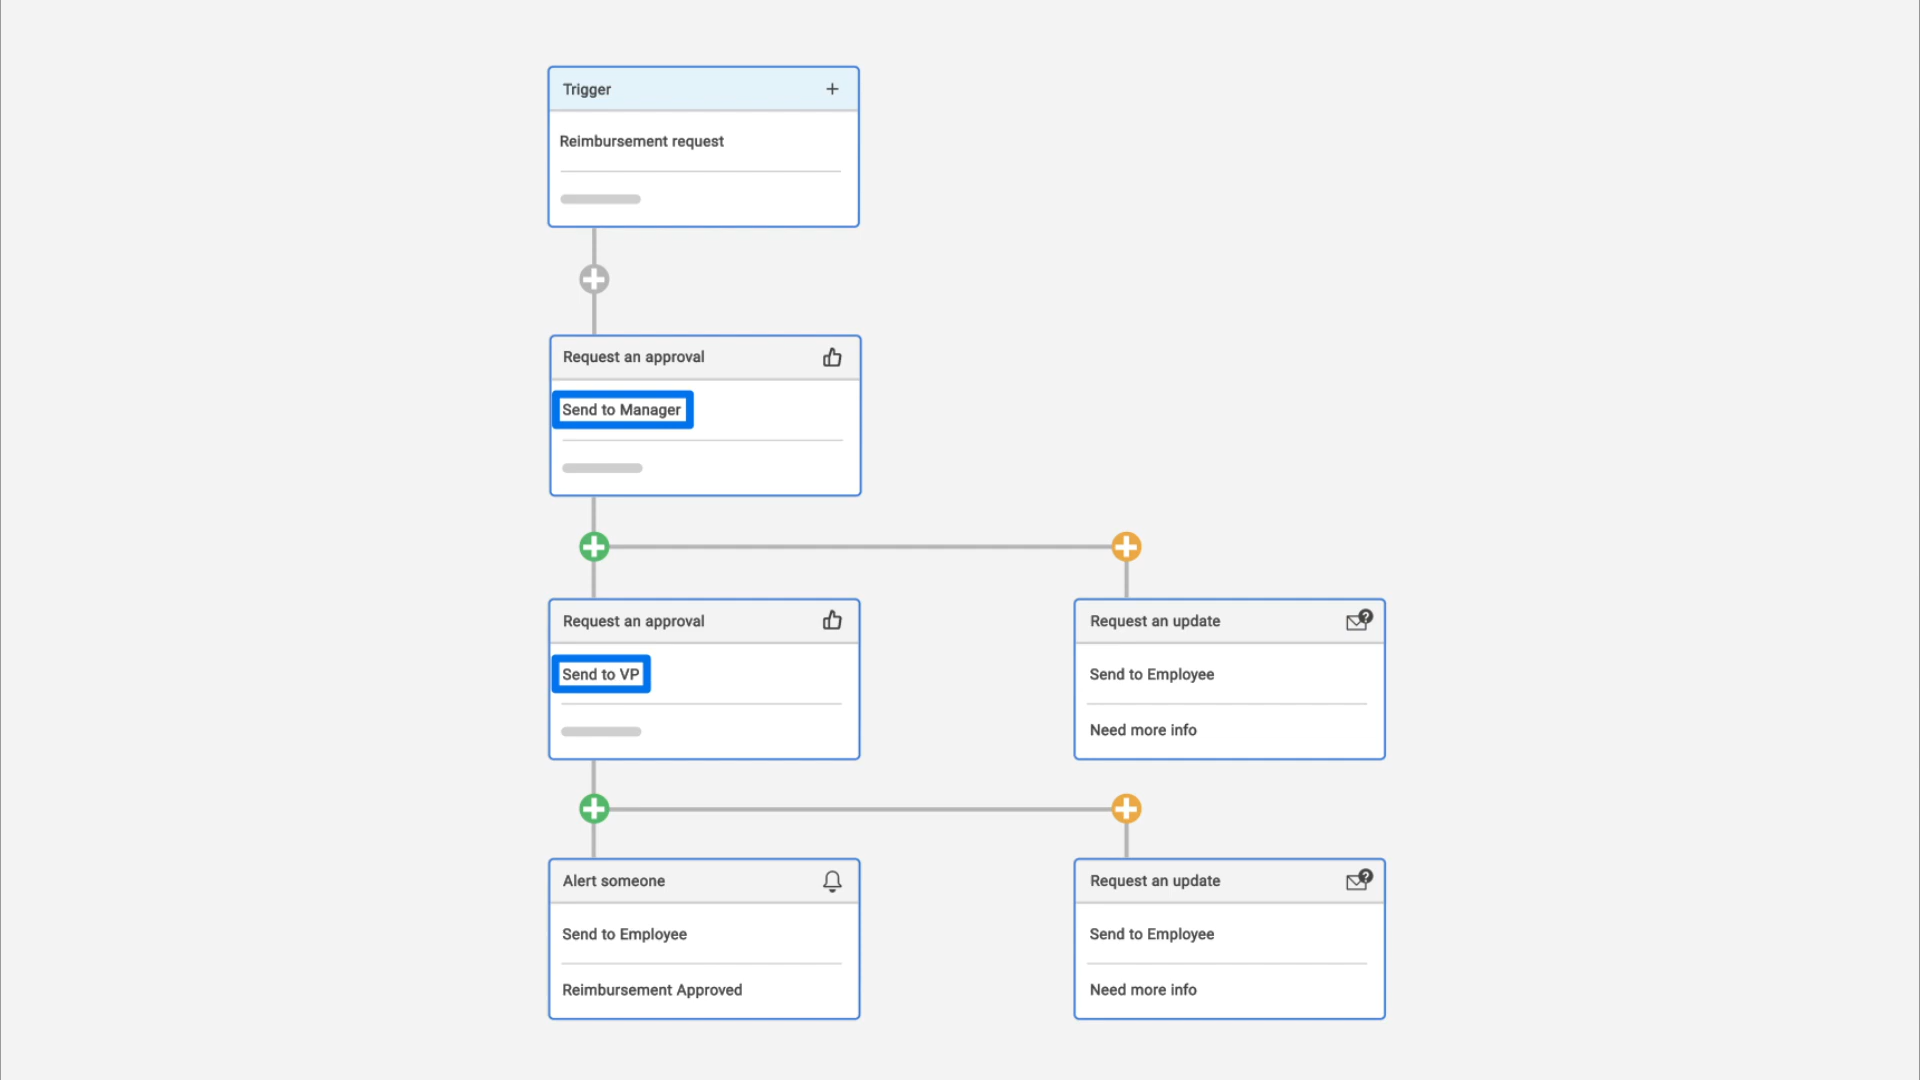 Trigger
Reimbursement request
Request an approval
Send to Manager
Request an approval
Send to VP
Request an update
Send to Employee
Need more info
Alert someone
Send to Employee
Reimbursement Approved
Request an update
Send to Employee
Need more info